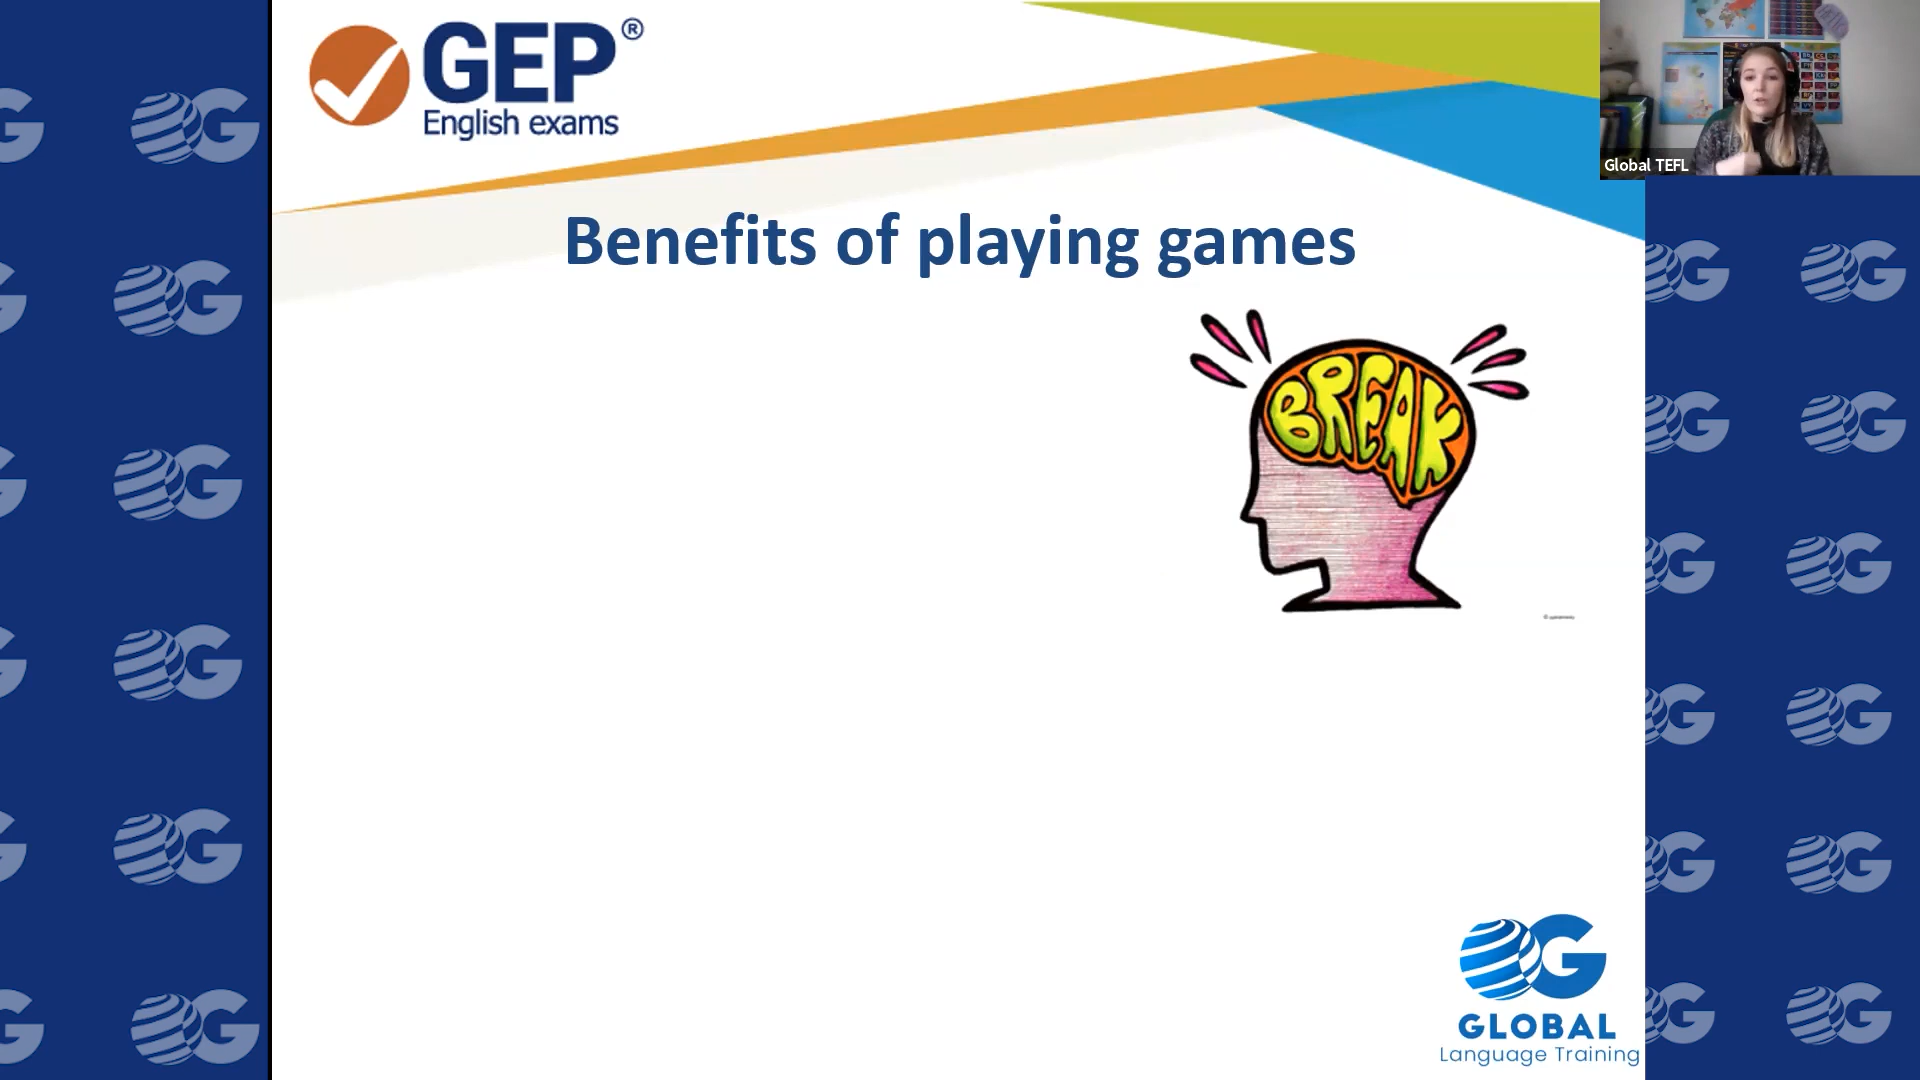 GEP®
English exams
Global TEFL
Benefits of playing games
BREAK
GLOBAL
Language Training